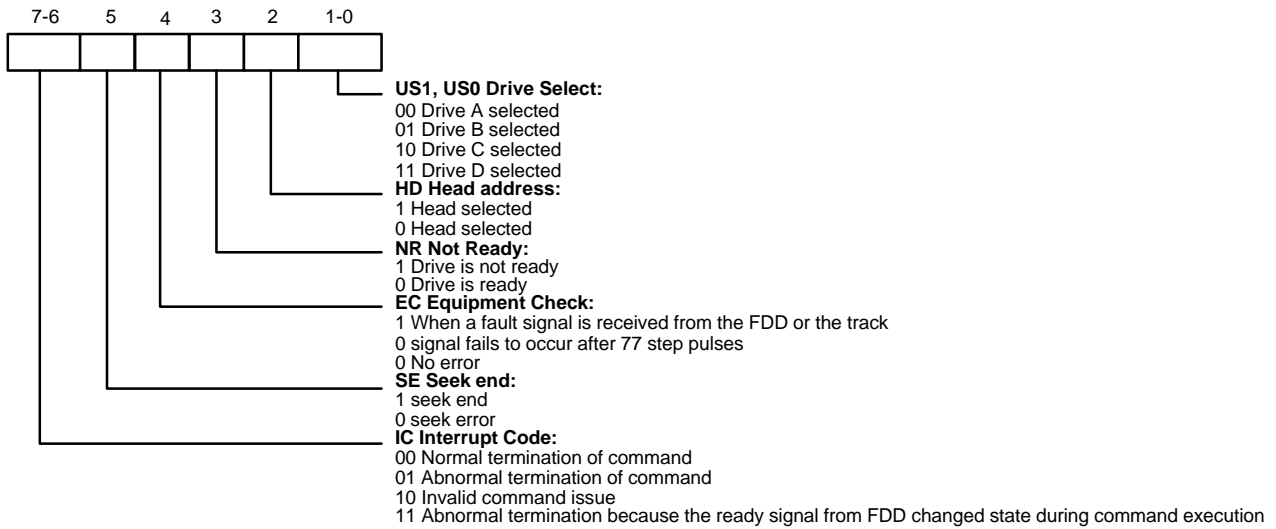 7-6 5 4 3 2 1-0
US1, US0 Drive Select:
00 Drive A selected
01 Drive B selected
10 Drive C selected
11 Drive D selected
HD Head address:
1 Head selected
0 Head selected
NR Not Ready:
1 Drive is not ready
0 Drive is ready
EC Equipment Check:
1 When a fault signal is received from the FDD or the track
0 signal fails to occur after 77 step pulses
0 No error
SE Seek end:
1 seek end
0 seek error
IC Interrupt Code:
00 Normal termination of command
01 Abnormal termination of command
10 Invalid command issue
11 Abnormal termination because the ready signal from FDD changed state during command execution